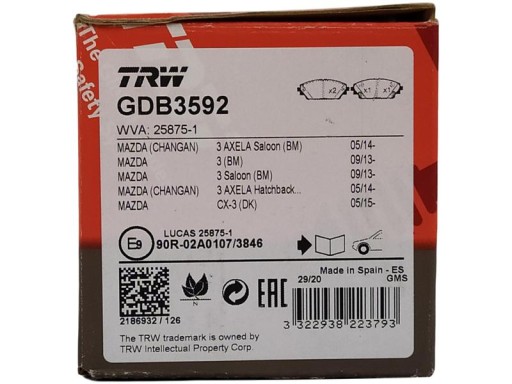 The
Safety
TRW
GDB3592
WVA: 25875-1
x2 x1 x1
MAZDA (CHANGAN) 3 AXELA Saloon (BM) 05/14-
MAZDA 3 (BM) 09/13-
MAZDA 3 Saloon (BM) 09/13-
MAZDA (CHANGAN) 3 AXELA Hatchback... 05/14-
MAZDA CX-3 (DK) 05/15-
LUCAS 25875-1
E9 90R-02A0107/3846
Made in Spain - ES
29/20 GMS
EAC
2186932 / 126
3 322938 223793
The TRW trademark is owned by
TRW Intellectual Property Corp.